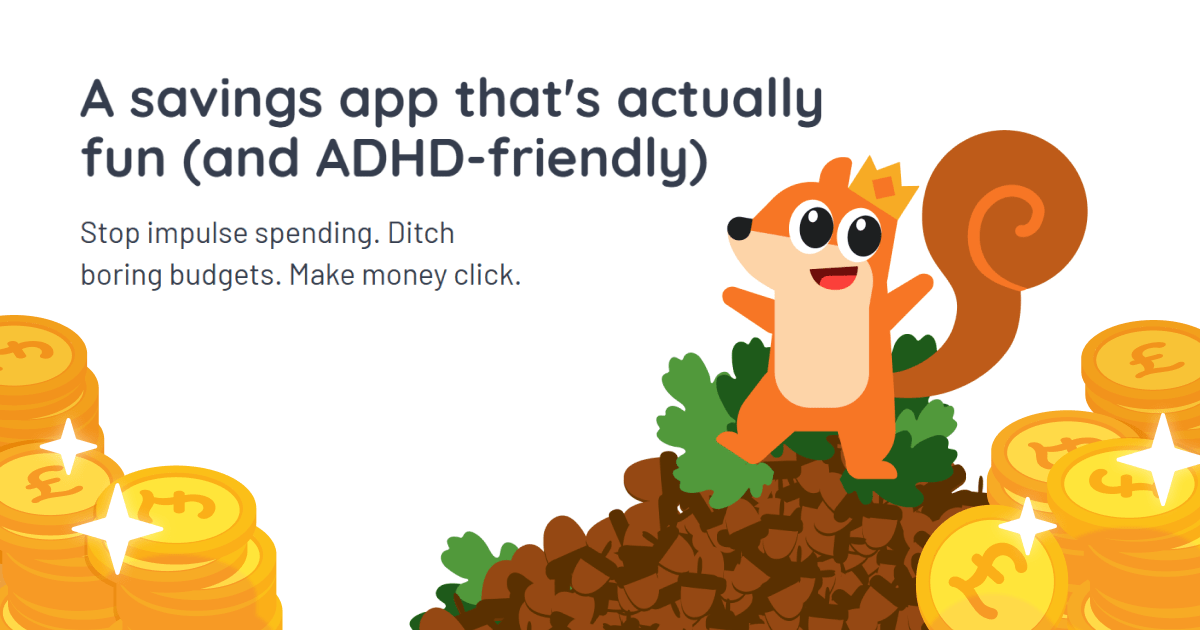 A savings app that's actually
fun (and ADHD-friendly)
Stop impulse spending. Ditch
boring budgets. Make money click.
£
£
£
£
£
£
£